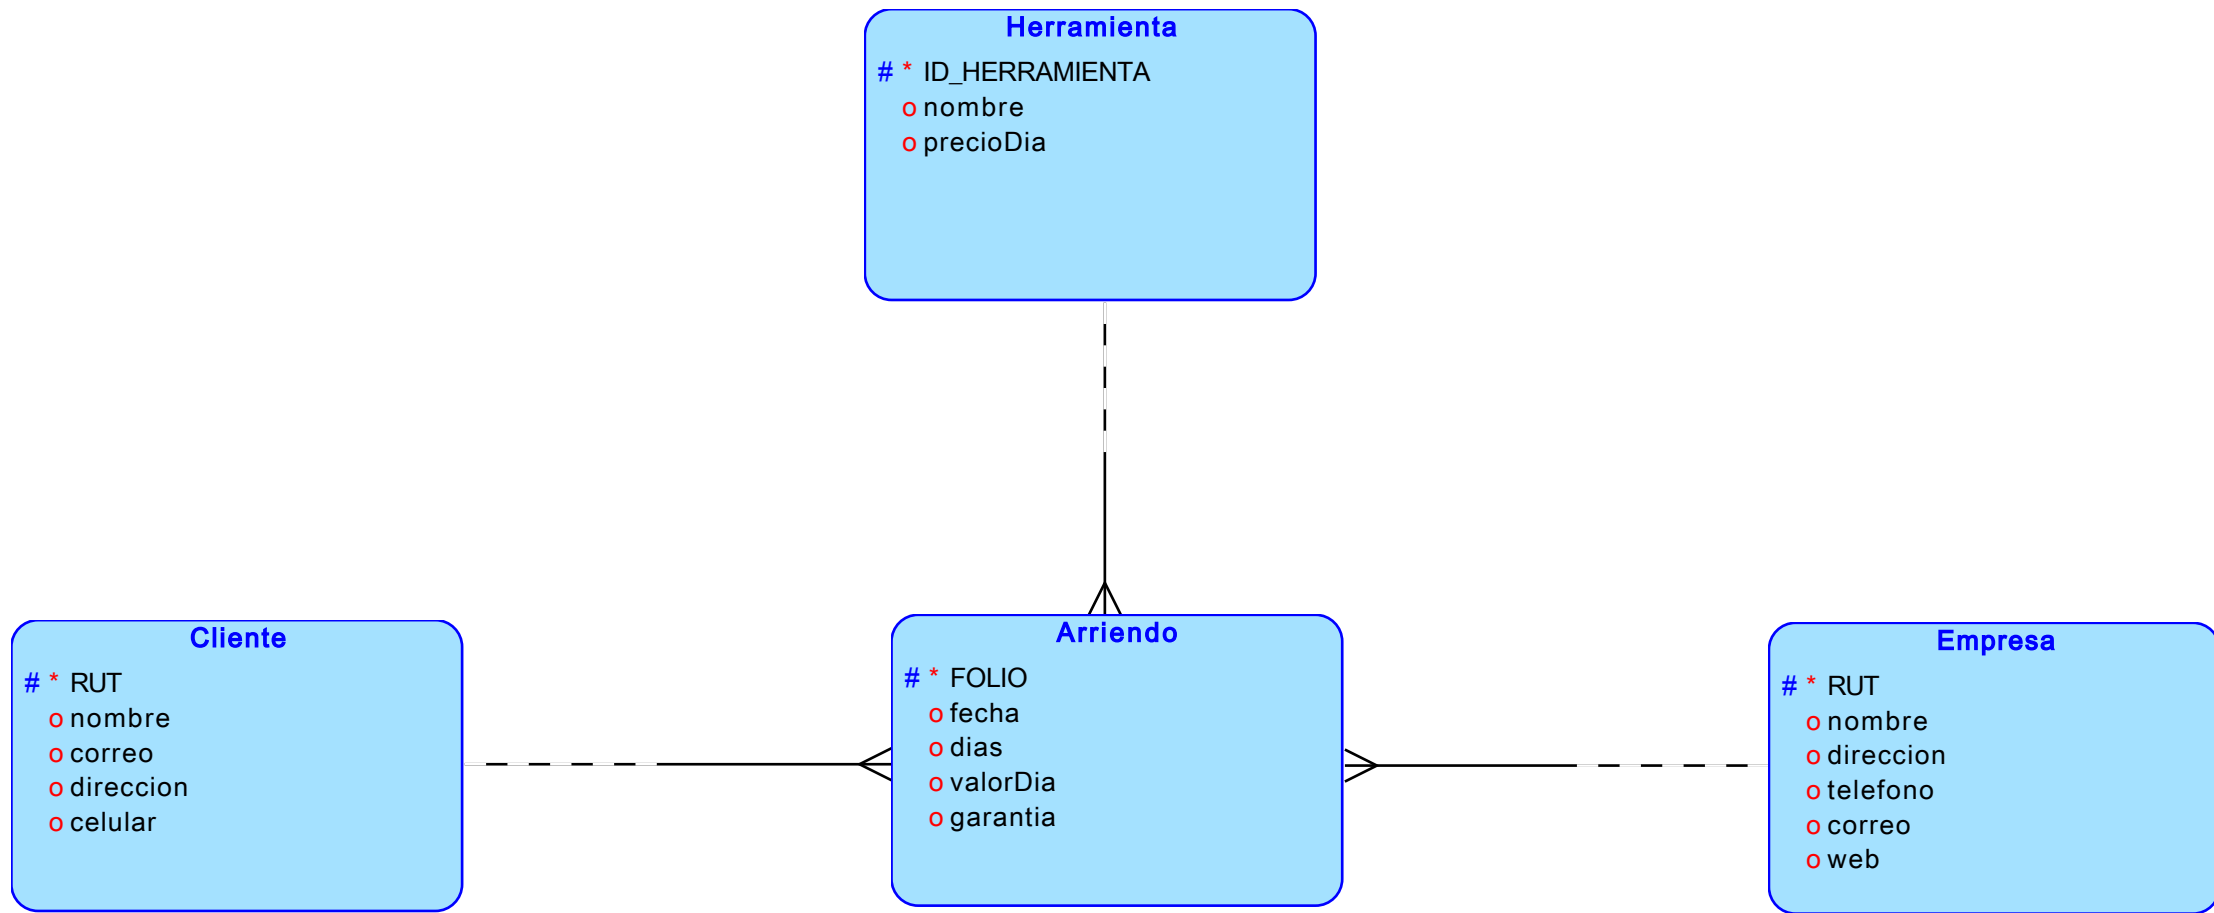 Herramienta
# * ID_HERRAMIENTA
o nombre
o precioDia
Cliente
# * RUT
o nombre
o correo
o direccion
o celular
Arriendo
# * FOLIO
o fecha
o dias
o valorDia
o garantia
Empresa
# * RUT
o nombre
o direccion
o telefono
o correo
o web